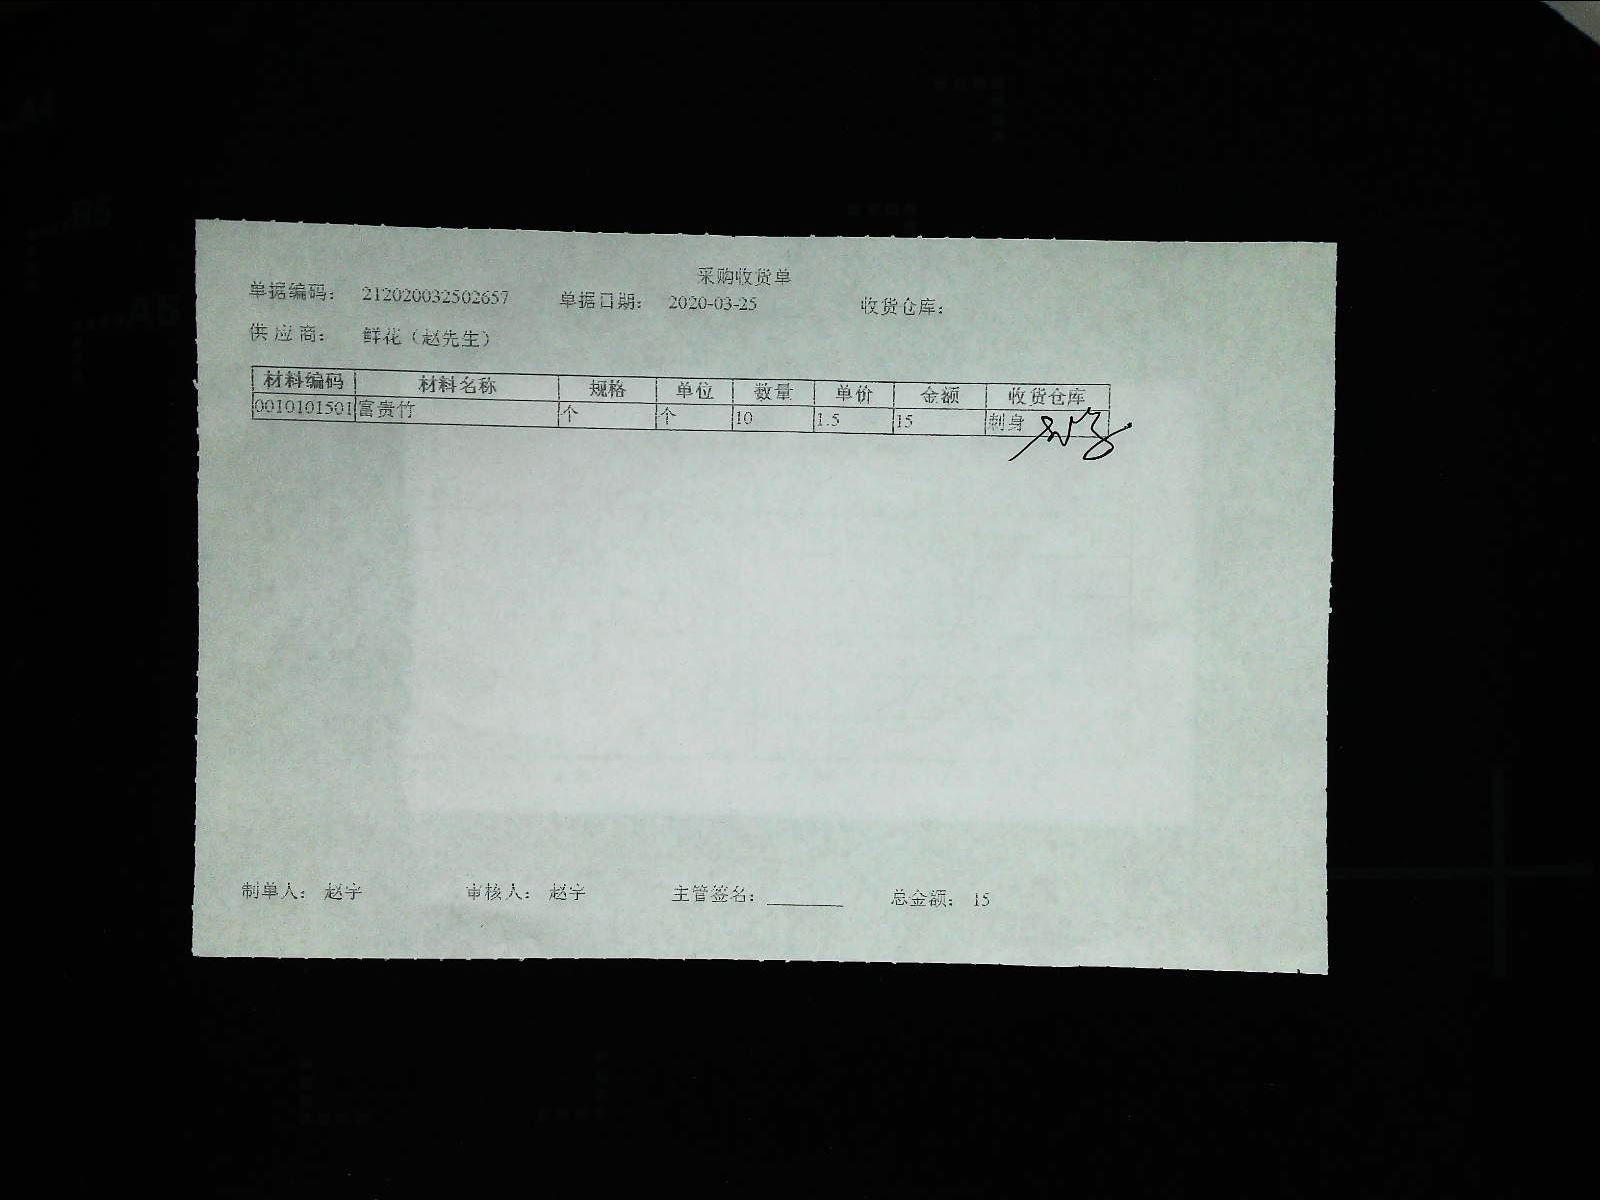 采购收货单
单据编码： 212020032502657 单据日期： 2020-03-25 收货仓库：
供应商： 鲜花（赵先生）
材料编码 材料名称 规格 单位 数量 单价 金额 收货仓库
0010101501 富贵竹 个 个 10 1.5 15 刺身
制单人： 赵宇 审核人： 赵宇 主管签名： 总金额： 15